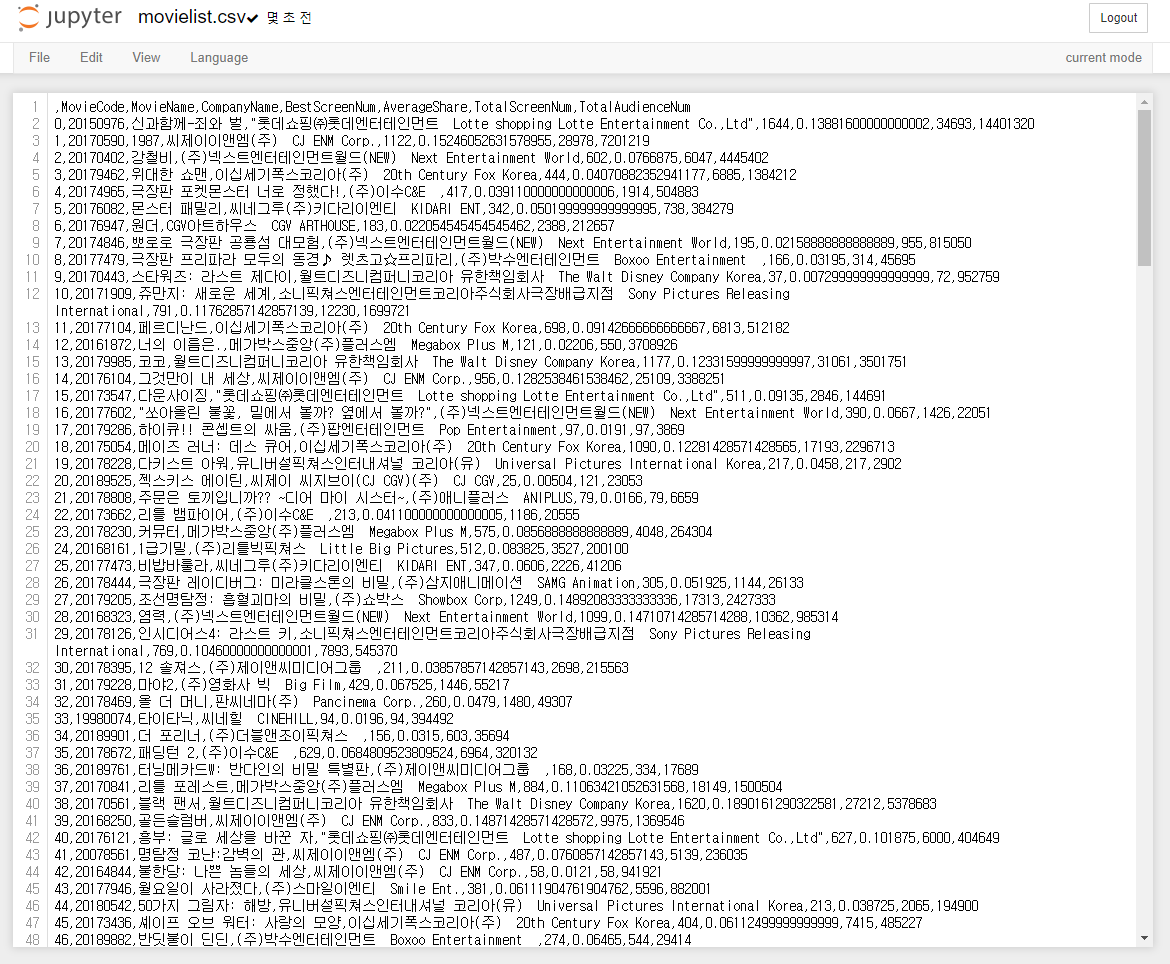 jupyter movielist.csv✔ 몇 초 전
Logout
File Edit View Language current mode
1 ,MovieCode,MovieName,CompanyName,BestScreenNum,AverageShare,TotalScreenNum,TotalAudienceNum
2 0,20150976,신과함께-죄와 벌,"롯데쇼핑㈜롯데엔터테인먼트 Lotte shopping Lotte Entertainment Co.,Ltd",1644,0.13881600000000002,34693,14401320
3 1,20170590,1987,씨제이이앤엠(주) CJ ENM Corp.,1122,0.15246052631578955,28978,7201219
4 2,20170402,강철비,(주)넥스트엔터테인먼트월드(NEW) Next Entertainment World,602,0.0766875,6047,4445402
5 3,20179462,위대한 쇼맨,이십세기폭스코리아(주) 20th Century Fox Korea,444,0.04070882352941177,6885,1384212
6 4,20174965,극장판 포켓몬스터 너로 정했다!,(주)이수C&E ,417,0.039110000000000006,1914,504883
7 5,20176082,몬스터 패밀리,씨네그루(주)키다리이엔티 KIDARI ENT,342,0.050199999999999995,738,384279
8 6,20176947,원더,CGV아트하우스 CGV ARTHOUSE,183,0.022054545454545462,2388,212657
9 7,20174846,뽀로로 극장판 공룡섬 대모험,(주)넥스트엔터테인먼트월드(NEW) Next Entertainment World,195,0.02158888888888889,955,815050
10 8,20177479,극장판 프리파라 모두의 동경♪ 렛츠고☆프리파리,(주)박수엔터테인먼트 Boxoo Entertainment ,166,0.03195,314,45695
11 9,20170443,스타워즈: 라스트 제다이,월트디즈니컴퍼니코리아 유한책임회사 The Walt Disney Company Korea,37,0.007299999999999999,72,952759
12 10,20171909,쥬만지: 새로운 세계,소니픽쳐스엔터테인먼트코리아주식회사극장배급지점 Sony Pictures Releasing
International,791,0.11762857142857139,12230,1699721
13 11,20177104,페르디난드,이십세기폭스코리아(주) 20th Century Fox Korea,698,0.09142666666666667,6813,512182
14 12,20161872,너의 이름은.,메가박스중앙(주)플러스엠 Megabox Plus M,121,0.02206,550,3708926
15 13,20179985,코코,월트디즈니컴퍼니코리아 유한책임회사 The Walt Disney Company Korea,1177,0.12331599999999997,31061,3501751
16 14,20176104,그것만이 내 세상,씨제이이앤엠(주) CJ ENM Corp.,956,0.1282538461538462,25109,3388251
17 15,20173547,다운사이징,"롯데쇼핑㈜롯데엔터테인먼트 Lotte shopping Lotte Entertainment Co.,Ltd",511,0.09135,2846,144691
18 16,20177602,"쏘아올린 불꽃, 밑에서 볼까? 옆에서 볼까?",(주)넥스트엔터테인먼트월드(NEW) Next Entertainment World,390,0.0667,1426,22051
19 17,20179286,하이큐!! 콘셉트의 싸움,(주)팝엔터테인먼트 Pop Entertainment,97,0.0191,97,3869
20 18,20175054,메이즈 러너: 데스 큐어,이십세기폭스코리아(주) 20th Century Fox Korea,1090,0.12281428571428565,17193,2296713
21 19,20178228,다키스트 아워,유니버설픽쳐스인터내셔널 코리아(유) Universal Pictures International Korea,217,0.0458,217,2902
22 20,20189525,젝스키스 에이틴,씨제이 씨지브이(CJ CGV)(주) CJ CGV,25,0.00504,121,23053
23 21,20178808,주문은 토끼입니까?? ~디어 마이 시스터~,(주)애니플러스 ANIPLUS,79,0.0166,79,6659
24 22,20173662,리틀 뱀파이어,(주)이수C&E ,213,0.041100000000000005,1186,20555
25 23,20178230,커뮤터,메가박스중앙(주)플러스엠 Megabox Plus M,575,0.0856888888888889,4048,264304
26 24,20168161,1급기밀,(주)리틀빅픽쳐스 Little Big Pictures,512,0.083825,3527,200100
27 25,20177473,비밥바룰라,씨네그루(주)키다리이엔티 KIDARI ENT,347,0.0606,2226,41206
28 26,20178444,극장판 레이디버그: 미라클스톤의 비밀,(주)삼지애니메이션 SAMG Animation,305,0.051925,1144,26133
29 27,20179205,조선명탐정: 흡혈괴마의 비밀,(주)쇼박스 Showbox Corp,1249,0.14892083333333336,17313,2427333
30 28,20168323,염력,(주)넥스트엔터테인먼트월드(NEW) Next Entertainment World,1099,0.14710714285714288,10362,985314
31 29,20178126,인시디어스4: 라스트 키,소니픽쳐스엔터테인먼트코리아주식회사극장배급지점 Sony Pictures Releasing
International,769,0.10460000000000001,7893,545370
32 30,20178395,12 솔져스,(주)제이앤씨미디어그룹 ,211,0.03857857142857143,2698,215563
33 31,20179228,마야2,(주)영화사 빅 Big Film,429,0.067525,1446,55217
34 32,20178469,올 더 머니,판씨네마(주) Pancinema Corp.,260,0.0479,1480,49307
35 33,19980074,타이타닉,씨네힐 CINEHILL,94,0.0196,94,394492
36 34,20189901,더 포리너,(주)더블앤조이픽쳐스 ,156,0.0315,603,35694
37 35,20178672,패딩턴 2,(주)이수C&E ,629,0.0684809523809524,6964,320132
38 36,20189761,터닝메카드W: 반다인의 비밀 특별판,(주)제이앤씨미디어그룹 ,168,0.03225,334,17689
39 37,20170841,리틀 포레스트,메가박스중앙(주)플러스엠 Megabox Plus M,884,0.11063421052631568,18149,1500504
40 38,20170561,블랙 팬서,월트디즈니컴퍼니코리아 유한책임회사 The Walt Disney Company Korea,1620,0.1890161290322581,27212,5378683
41 39,20168250,골든슬럼버,씨제이이앤엠(주) CJ ENM Corp.,833,0.14871428571428572,9975,1369546
42 40,20176121,흥부: 글로 세상을 바꾼 자,"롯데쇼핑㈜롯데엔터테인먼트 Lotte shopping Lotte Entertainment Co.,Ltd",627,0.101875,6000,404649
43 41,20078561,명탐정 코난:감벽의 관,씨제이이앤엠(주) CJ ENM Corp.,487,0.0760857142857143,5139,236035
44 42,20164844,불한당: 나쁜 놈들의 세상,씨제이이앤엠(주) CJ ENM Corp.,58,0.0121,58,941921
45 43,20177946,월요일이 사라졌다,(주)스마일이엔티 Smile Ent.,381,0.06111904761904762,5596,882001
46 44,20180542,50가지 그림자: 해방,유니버설픽쳐스인터내셔널 코리아(유) Universal Pictures International Korea,213,0.038725,2065,194900
47 45,20173436,셰이프 오브 워터: 사랑의 모양,이십세기폭스코리아(주) 20th Century Fox Korea,404,0.06112499999999999,7415,485227
48 46,20189882,반딧불이 딘딘,(주)박수엔터테인먼트 Boxoo Entertainment ,274,0.06465,544,29414